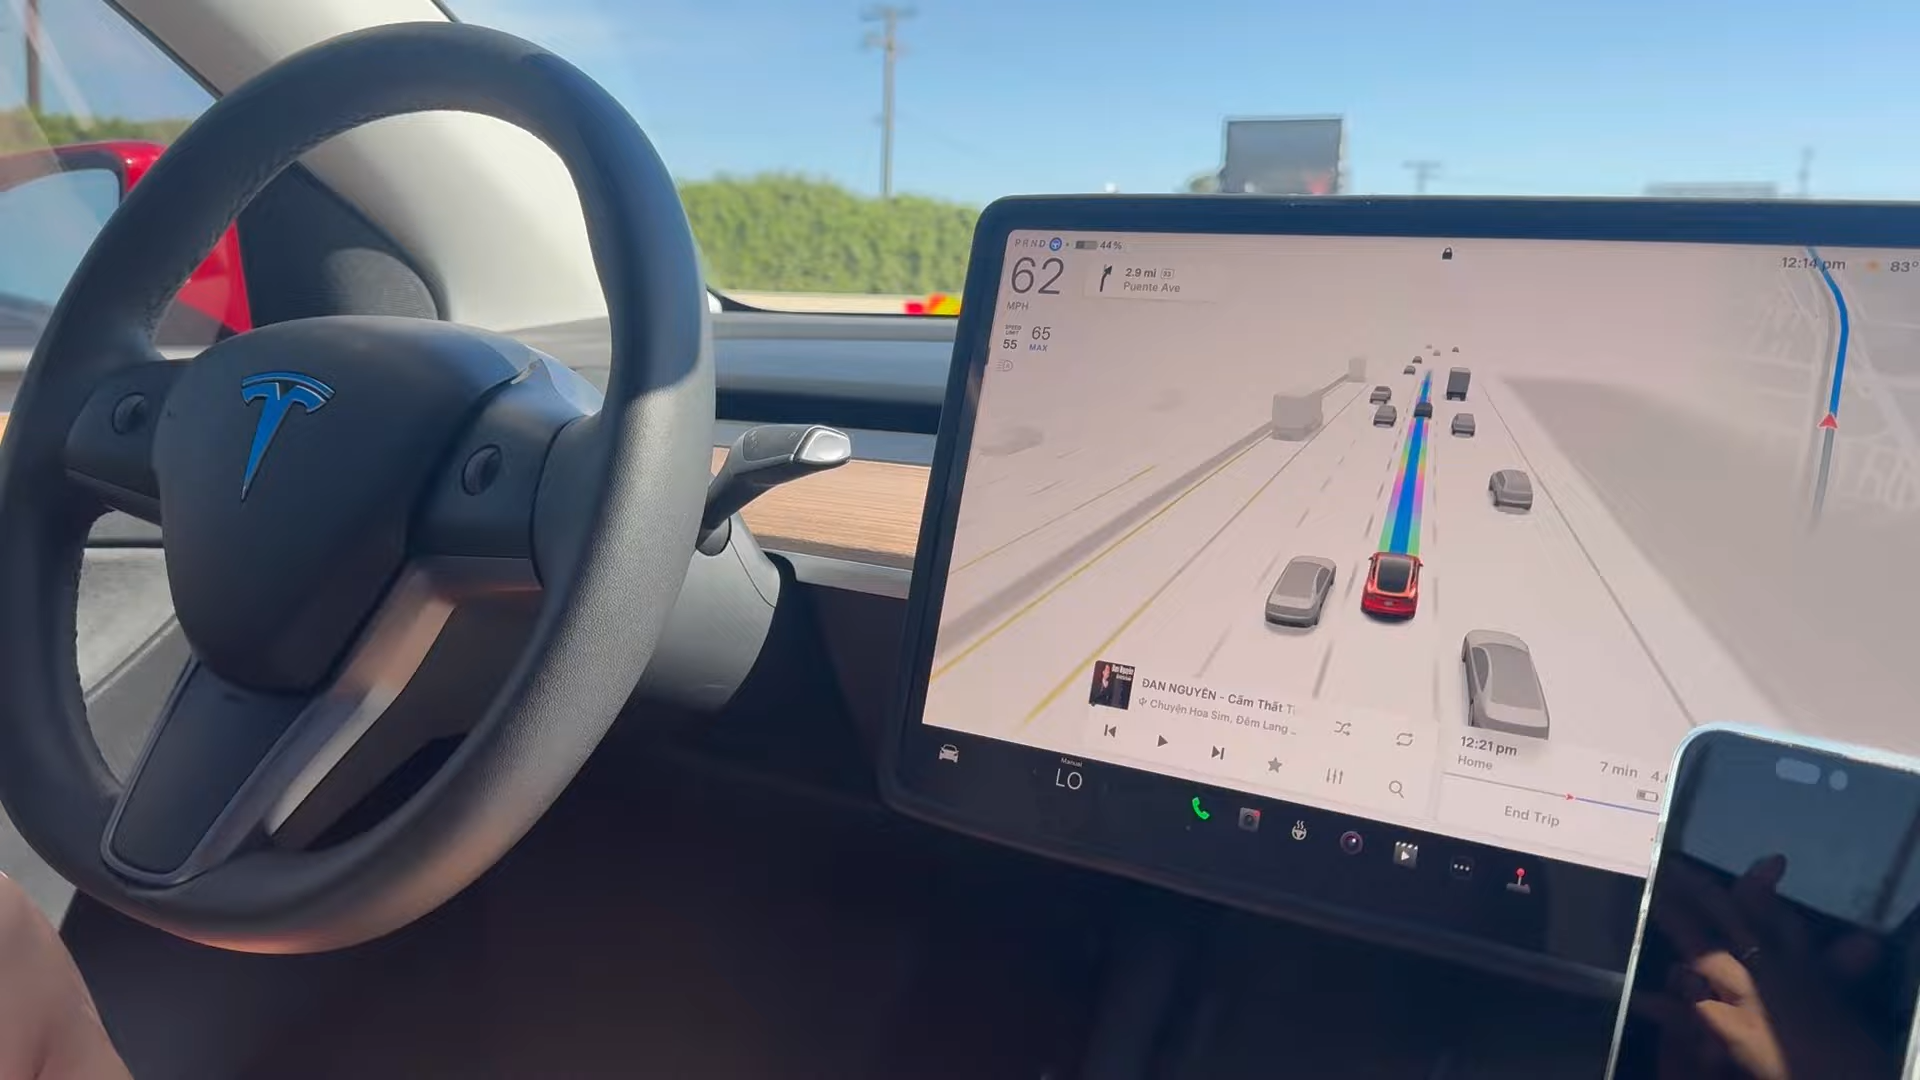 PRND 44%
62
MPH
SPEED LIMIT
55
65
MAX
2.9 mi
Puente Ave
12:14 pm
83°
ĐAN NGUYÊN - Cấm Thất T
Chuyện Hoa Sim, Đêm Lang
12:21 pm
Home
7 min
End Trip
Manual
LO